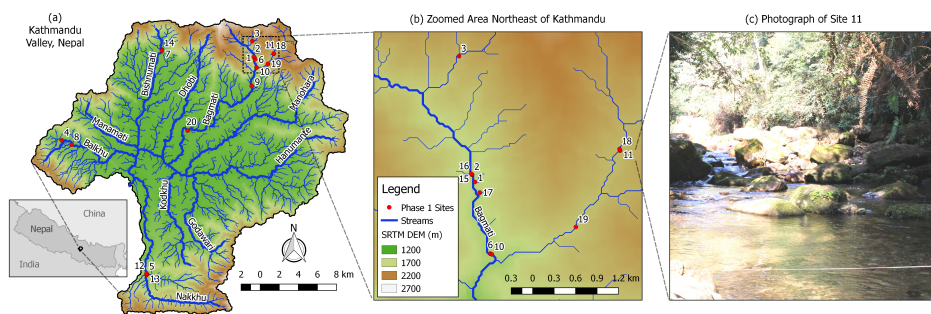 (a)
Kathmandu
Valley, Nepal
14
7
Bishnumati
Dhobi
3
2
1
6
11
18
10
19
9
Bagmati
Manohara
20
4
8
Manamati
Balkhu
Hanumante
Kodkhu
Godawari
China
Nepal
India
12
5
13
Nakkhu
N
2 0 2 4 6 8 km
(b) Zoomed Area Northeast of Kathmandu
3
16
2
15
1
17
Bagmati
6
10
18
11
19
Legend
Phase 1 Sites
Streams
SRTM DEM (m)
1200
1700
2200
2700
0.3 0 0.3 0.6 0.9 1.2 km
(c) Photograph of Site 11